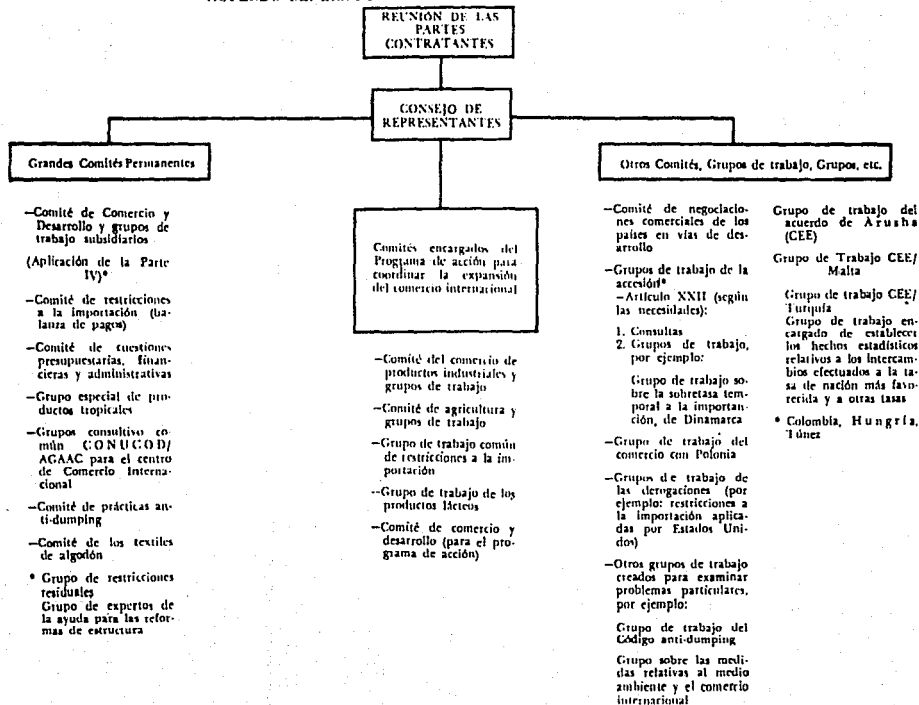 REUNIÓN DE LAS
PARTES
CONTRATANTES
CONSEJO DE
REPRESENTANTES
Grandes Comités Permanentes
—Comité de Comercio y
Desarrollo y grupos de
trabajo subsidiarios
(Aplicación de la Parte
IV)*
—Comité de restricciones
a la importación (ba-
lanza de pagos)
—Comité de cuestiones
presupuestarias, finan-
cieras y administrativas
—Grupo especial de pro-
ductos tropicales
—Grupos consultivo co-
mún CONUCOD/
AGAAC para el centro
de Comercio Interna-
cional
—Comité de prácticas an-
ti-dumping
—Comité de los textiles
de algodón
* Grupo de restricciones
residuales
Grupo de expertos de
la ayuda para las refor-
mas de estructura
Comités encargados del
Programa de acción para
coordinar la expansión
del comercio internacional
—Comité del comercio de
productos industriales y
grupos de trabajo
—Comité de agricultura y
grupos de trabajo
—Grupo de trabajo común
de restricciones a la im-
portación
—Grupo de trabajo de los
productos lácteos
—Comité de comercio y
desarrollo (para el pro-
grama de acción)
Otros Comités, Grupos de trabajo, Grupos, etc.
—Comité de negociacio-
nes comerciales de los
países en vías de des-
arrollo
—Grupos de trabajo de la
accesión*
—Artículo XXII (según
las necesidades):
1. Consultas
2. Grupos de trabajo,
por ejemplo:
Grupo de trabajo so-
bre la sobretasa tem-
poral a la importan-
ción, de Dinamarca
—Grupo de trabajo del
comercio con Polonia
—Grupos de trabajo de
las derogaciones (por
ejemplo: restricciones a
la importación aplica-
das por Estados Uni-
dos)
—Otros grupos de trabajo
creados para examinar
problemas particulares,
por ejemplo:
Grupo de trabajo del
Código anti-dumping
Grupo sobre las medi-
das relativas al medio
ambiente y el comercio
internacional
Grupo de trabajo del
acuerdo de Arusha
(CEE)
Grupo de Trabajo CEE/
Malta
Grupo de trabajo CEE/
Turquía
Grupo de trabajo en-
cargado de establecer
los hechos estadísticos
relativos a los intercam-
bios efectuados a la ta-
sa de nación más favo-
recida y a otras tasas
* Colombia, Hungría,
Túnez